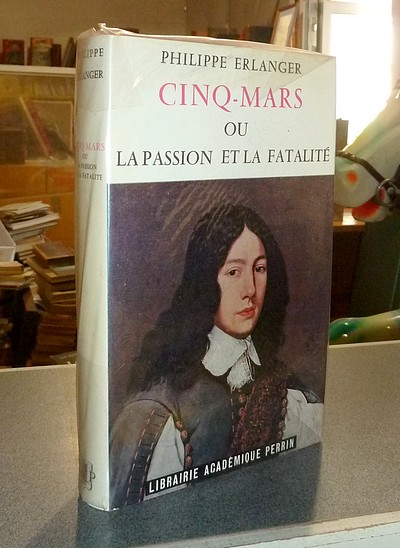 PHILIPPE
ERLANGER
CINQ-MARS
OU
LA PASSION
ET LA FATALITÉ
PHILIPPE ERLANGER
CINQ-MARS
OU
LA PASSION ET LA FATALITÉ
LIBRAIRIE ACADÉMIQUE PERRIN